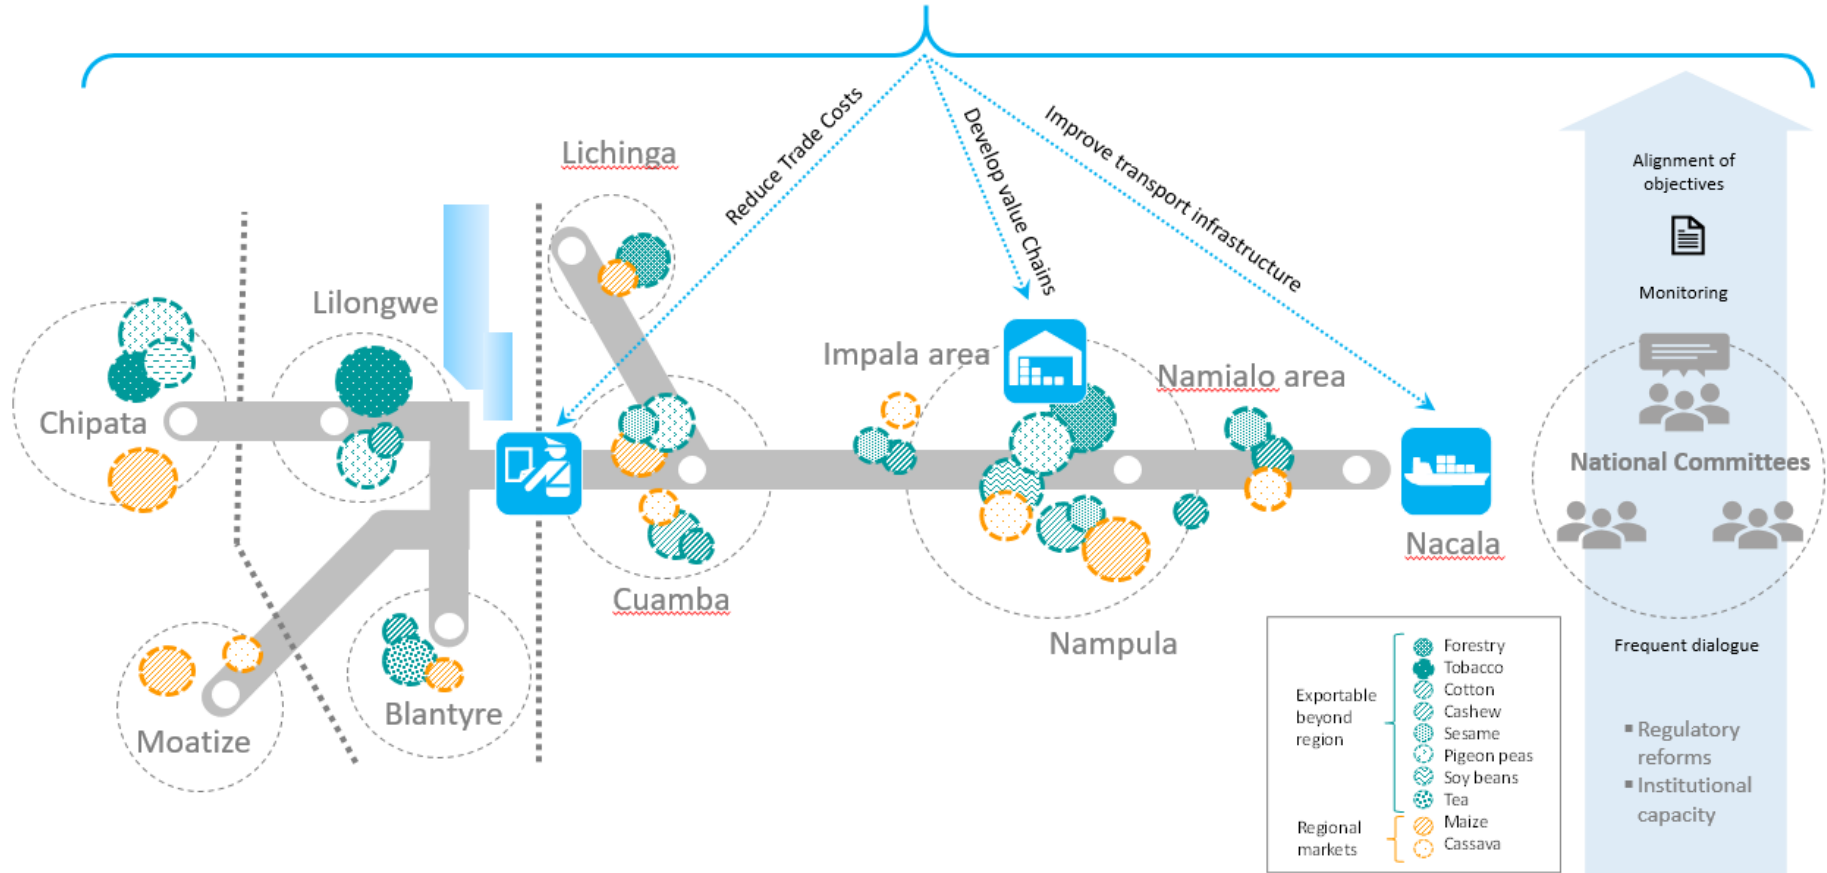 Reduce Trade Costs
Develop value Chains
Improve transport infrastructure
Lichinga
Lilongwe
Chipata
Impala area
Namialo area
Nacala
Cuamba
Nampula
Blantyre
Moatize
Alignment of
objectives
Monitoring
National Committees
Frequent dialogue
▪ Regulatory
reforms
▪ Institutional
capacity
Exportable
beyond
region
Forestry
Tobacco
Cotton
Cashew
Sesame
Pigeon peas
Soy beans
Tea
Regional
markets
Maize
Cassava